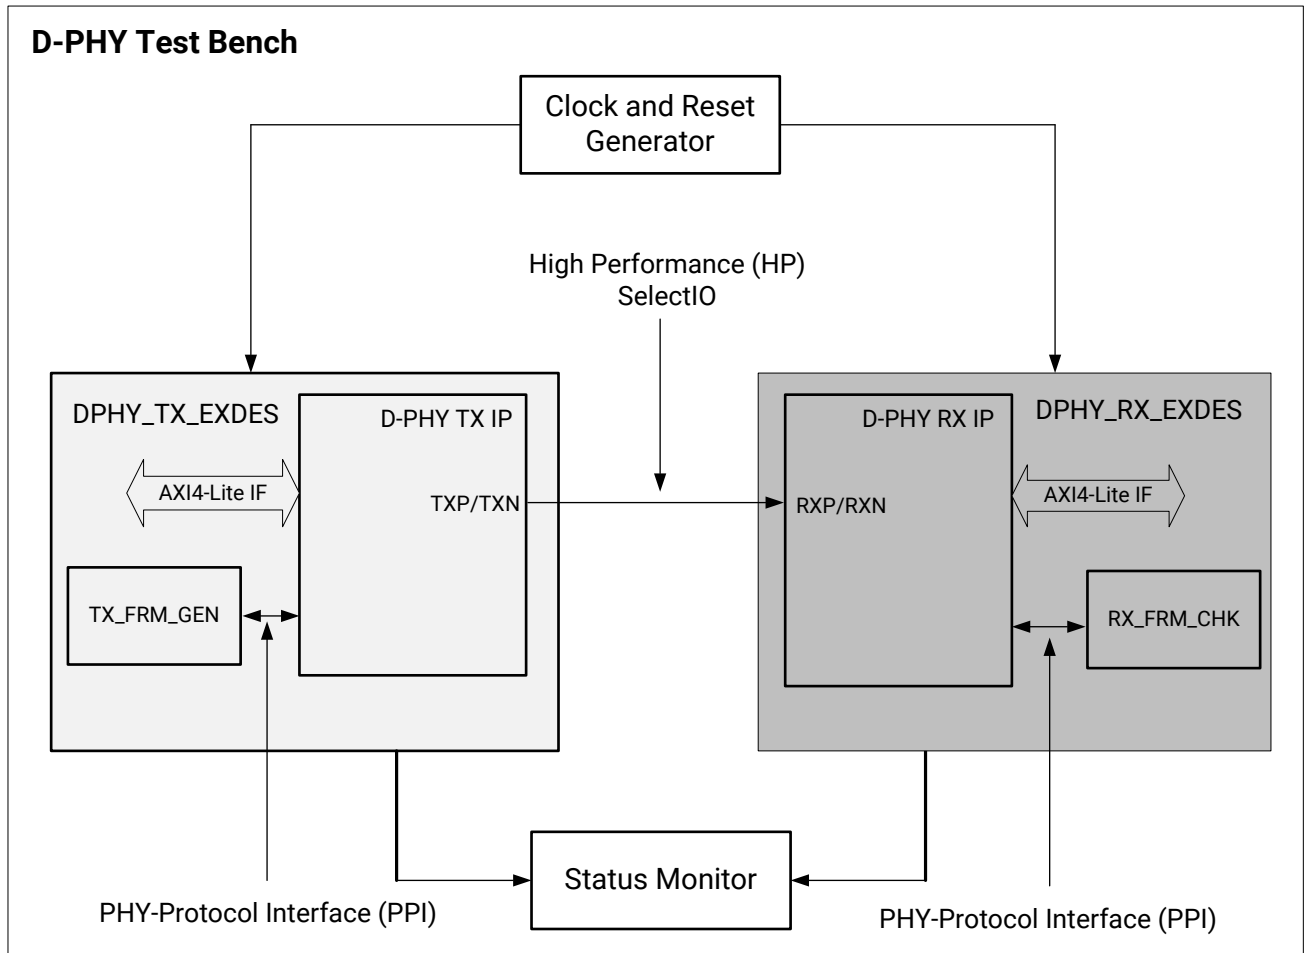 D-PHY Test Bench
Clock and Reset
Generator
High Performance (HP)
SelectIO
DPHY_TX_EXDES
D-PHY TX IP
AXI4-Lite IF
TXP/TXN
TX_FRM_GEN
D-PHY RX IP
DPHY_RX_EXDES
RXP/RXN
AXI4-Lite IF
RX_FRM_CHK
Status Monitor
PHY-Protocol Interface (PPI)
PHY-Protocol Interface (PPI)